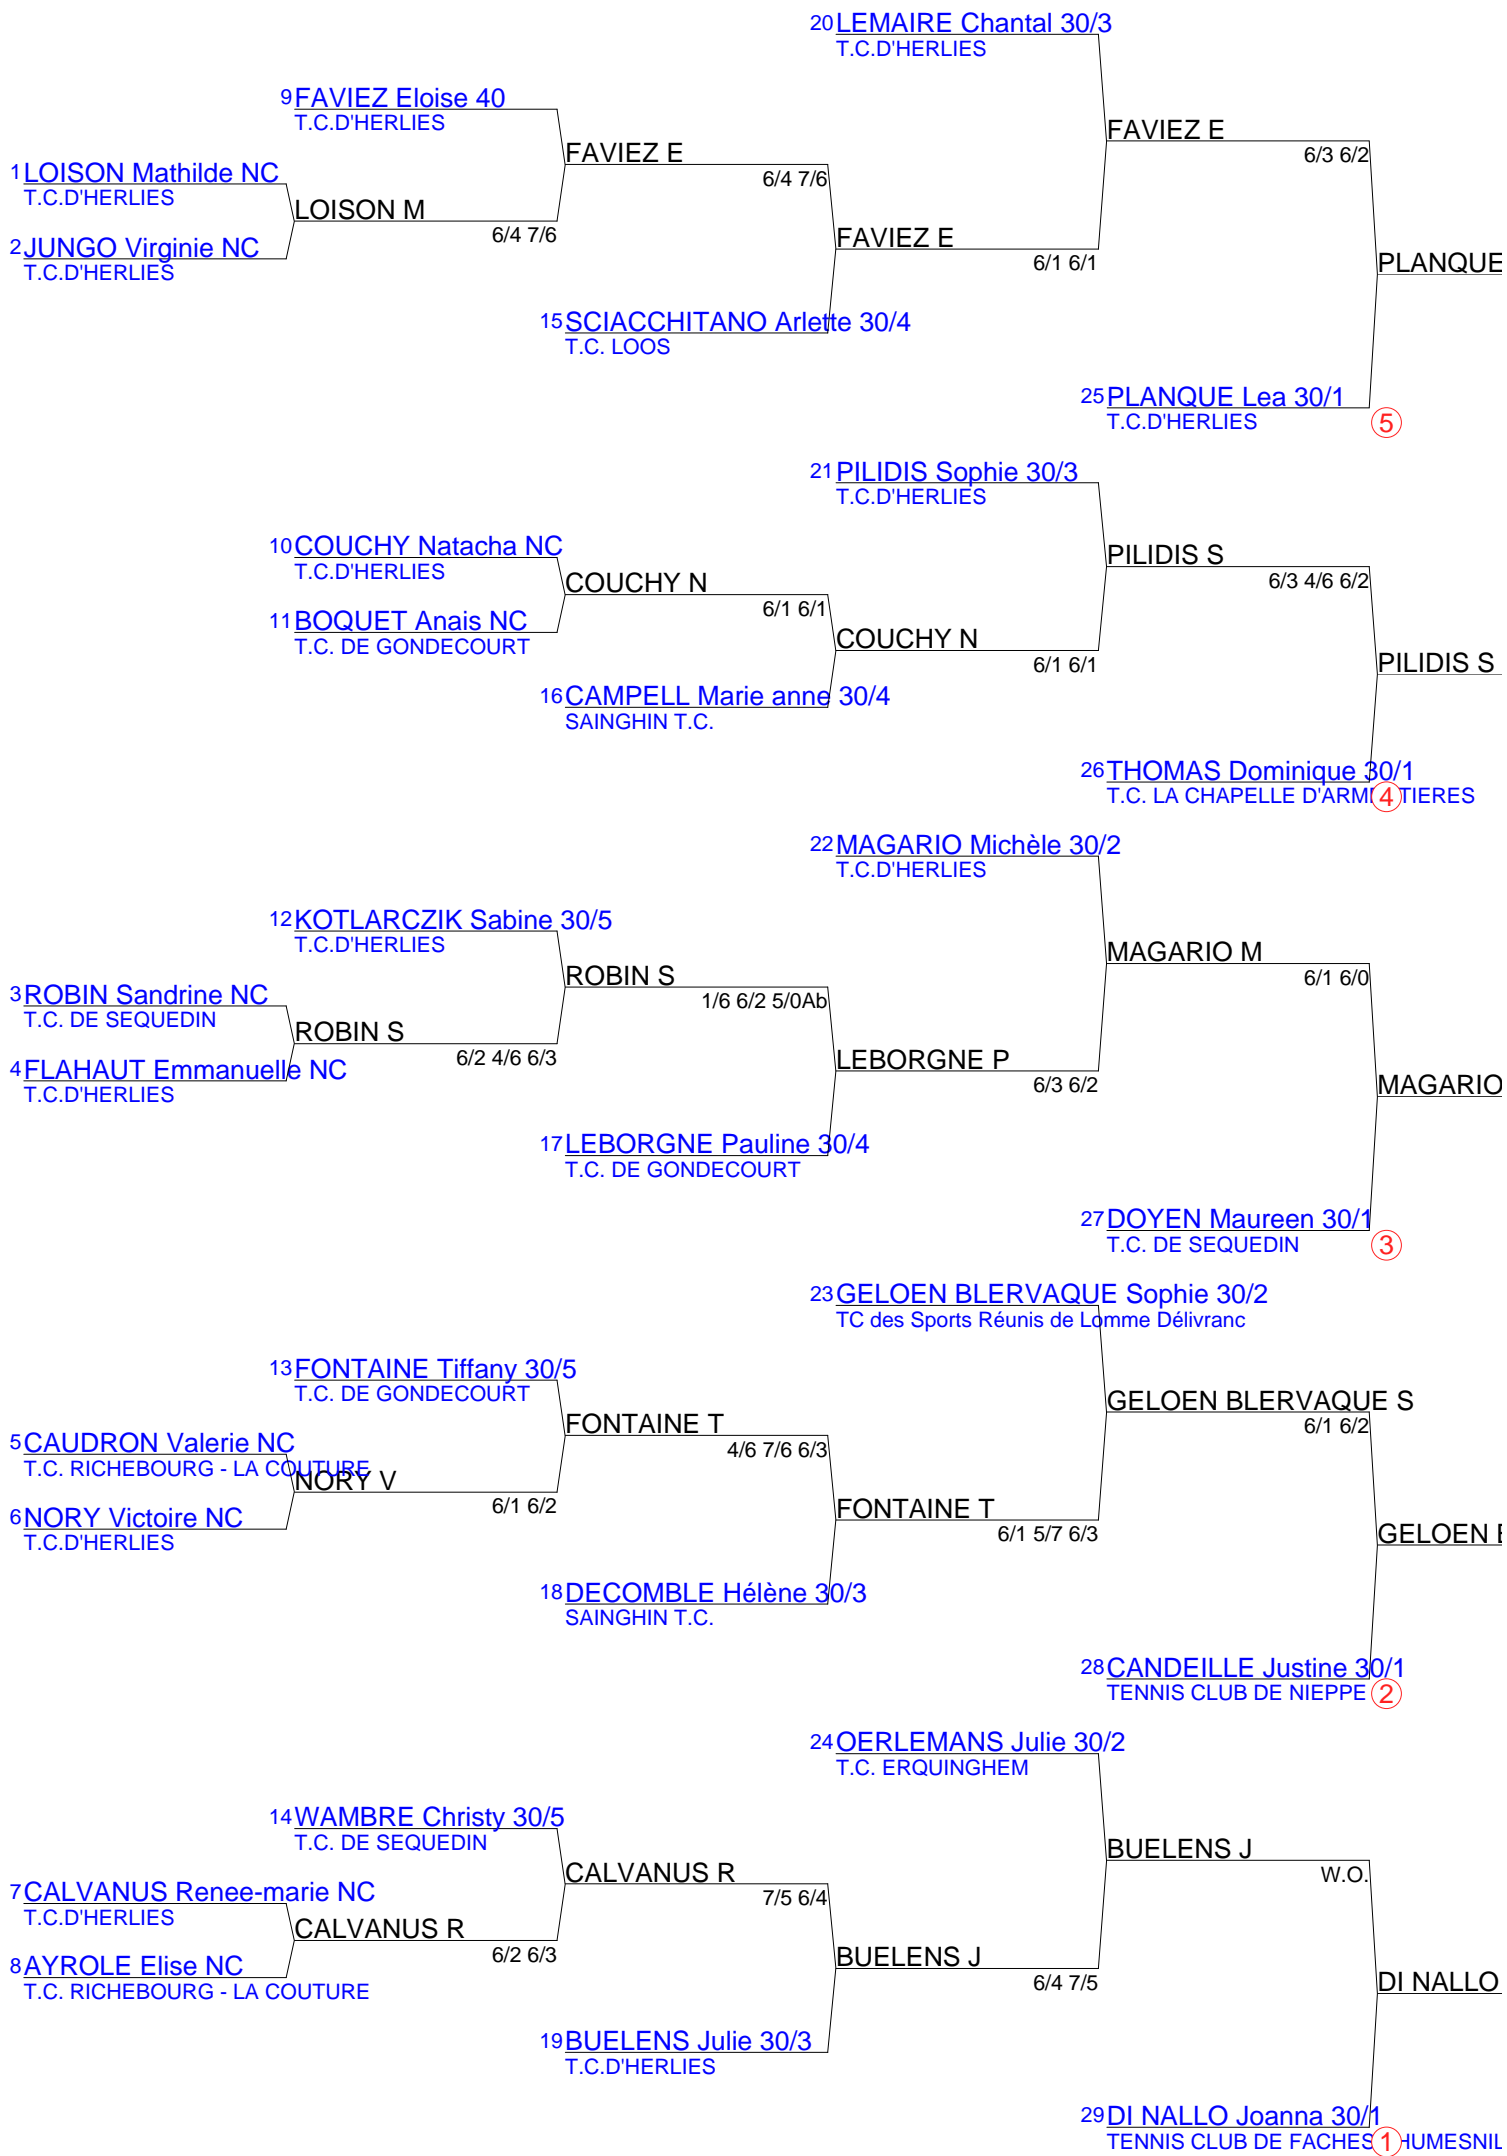 20 LEMAIRE Chantal 30/3
T.C.D'HERLIES
9 FAVIEZ Eloise 40
T.C.D'HERLIES
FAVIEZ E
6/3 6/2
FAVIEZ E
6/4 7/6
1 LOISON Mathilde NC
T.C.D'HERLIES
LOISON M
6/4 7/6
2 JUNGO Virginie NC
T.C.D'HERLIES
FAVIEZ E
6/1 6/1
PLANQUE
15 SCIACCHITANO Arlette 30/4
T.C. LOOS
25 PLANQUE Lea 30/1
T.C.D'HERLIES
5
21 PILIDIS Sophie 30/3
T.C.D'HERLIES
10 COUCHY Natacha NC
T.C.D'HERLIES
PILIDIS S
6/3 4/6 6/2
COUCHY N
6/1 6/1
11 BOQUET Anais NC
T.C. DE GONDECOURT
COUCHY N
6/1 6/1
PILIDIS S
16 CAMPELL Marie anne 30/4
SAINGHIN T.C.
26 THOMAS Dominique 30/1
T.C. LA CHAPELLE D'ARM TIERES
4
22 MAGARIO Michèle 30/2
T.C.D'HERLIES
12 KOTLARCZIK Sabine 30/5
T.C.D'HERLIES
MAGARIO M
6/1 6/0
ROBIN S
1/6 6/2 5/0Ab
3 ROBIN Sandrine NC
T.C. DE SEQUEDIN
ROBIN S
6/2 4/6 6/3
4 FLAHAUT Emmanuelle NC
T.C.D'HERLIES
LEBORGNE P
6/3 6/2
MAGARIO
17 LEBORGNE Pauline 30/4
T.C. DE GONDECOURT
27 DOYEN Maureen 30/1
T.C. DE SEQUEDIN
3
23 GELOEN BLERVAQUE Sophie 30/2
TC des Sports Réunis de Lomme Délivranc
13 FONTAINE Tiffany 30/5
T.C. DE GONDECOURT
GELOEN BLERVAQUE S
6/1 6/2
FONTAINE T
4/6 7/6 6/3
5 CAUDRON Valerie NC
T.C. RICHEBOURG - LA COUTURE
NORY V
6/1 6/2
6 NORY Victoire NC
T.C.D'HERLIES
FONTAINE T
6/1 5/7 6/3
GELOEN
18 DECOMBLE Hélène 30/3
SAINGHIN T.C.
28 CANDEILLE Justine 30/1
TENNIS CLUB DE NIEPPE
2
24 OERLEMANS Julie 30/2
T.C. ERQUINGHEM
14 WAMBRE Christy 30/5
T.C. DE SEQUEDIN
BUELENS J
W.O.
CALVANUS R
7/5 6/4
7 CALVANUS Renee-marie NC
T.C.D'HERLIES
CALVANUS R
6/2 6/3
8 AYROLE Elise NC
T.C. RICHEBOURG - LA COUTURE
BUELENS J
6/4 7/5
DI NALLO
19 BUELENS Julie 30/3
T.C.D'HERLIES
29 DI NALLO Joanna 30/1
TENNIS CLUB DE FACHES HUMESNIL
1